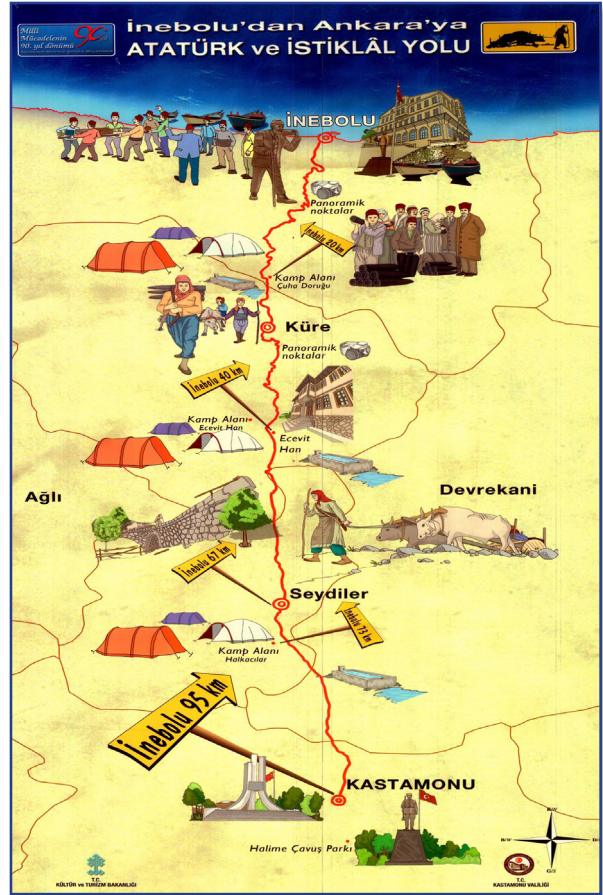 Milli
Mücadelenin
90. yıl dönümü
90.
İnebolu'dan Ankara'ya
ATATÜRK ve İSTİKLÂL YOLU
İNEBOLU
Panoramik
noktalar
İnebolu 20 km
Kamp Alanı
Çuha Doruğu
Küre
Panoramik
noktalar
İnebolu 40 km
Kamp Alanı
Ecevit Han
Ecevit
Han
Ağlı
Devrekani
İnebolu 67 km
Seydiler
İnebolu 73 km
Kamp Alanı
Halkacılar
İnebolu 95 km
KASTAMONU
Halime Çavuş Parkı
T.C.
KÜLTÜR ve TURİZM BAKANLIĞI
T.C.
KASTAMONU VALİLİĞİ
K/N
B/W
G/S